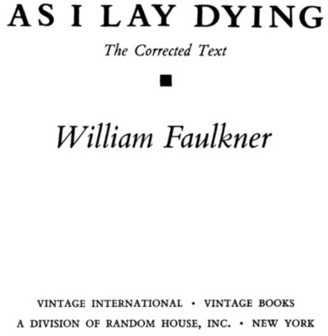 AS I LAY DYING
The Corrected Text
William Faulkner
VINTAGE INTERNATIONAL • VINTAGE BOOKS
A DIVISION OF RANDOM HOUSE, INC. • NEW YORK